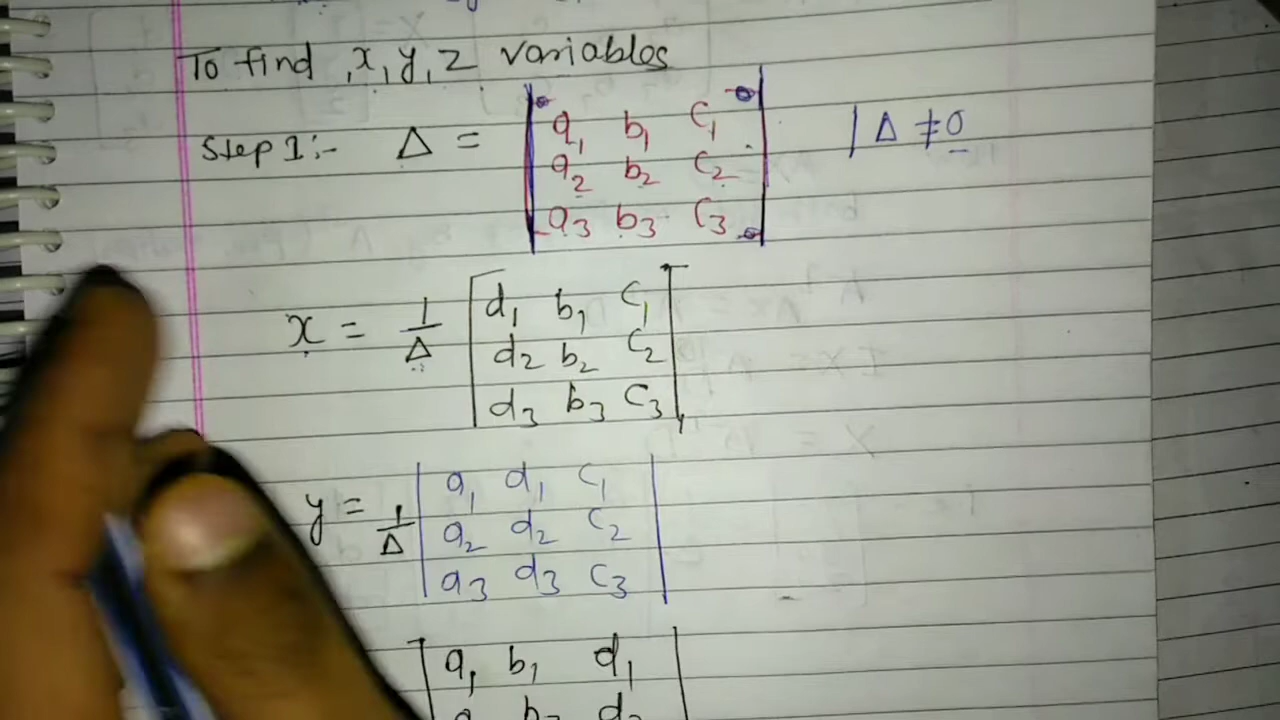 To find ,x,y,z variables
a1 b1 c1
Step 1:- Δ = a2 b2 c2 | Δ ≠ 0
a3 b3 c3
d1 b1 c1
x = 1/Δ d2 b2 c2
d3 b3 c3
a1 d1 c1
y = 1/Δ a2 d2 c2
a3 d3 c3
a1 b1 d1